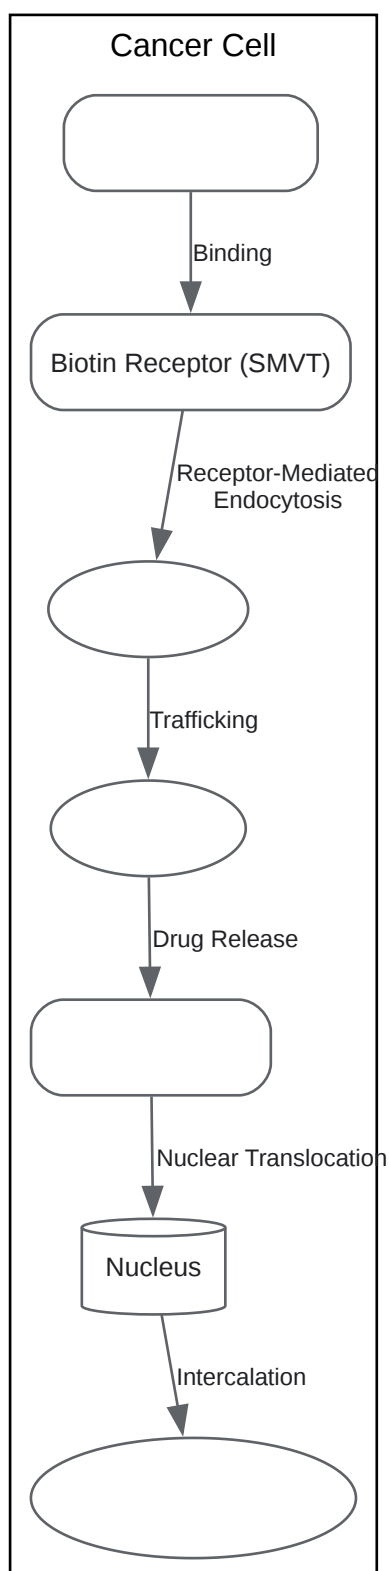 Cancer Cell
Binding
Biotin Receptor (SMVT)
Receptor-Mediated
Endocytosis
Trafficking
Drug Release
Nuclear Translocation
Nucleus
Intercalation